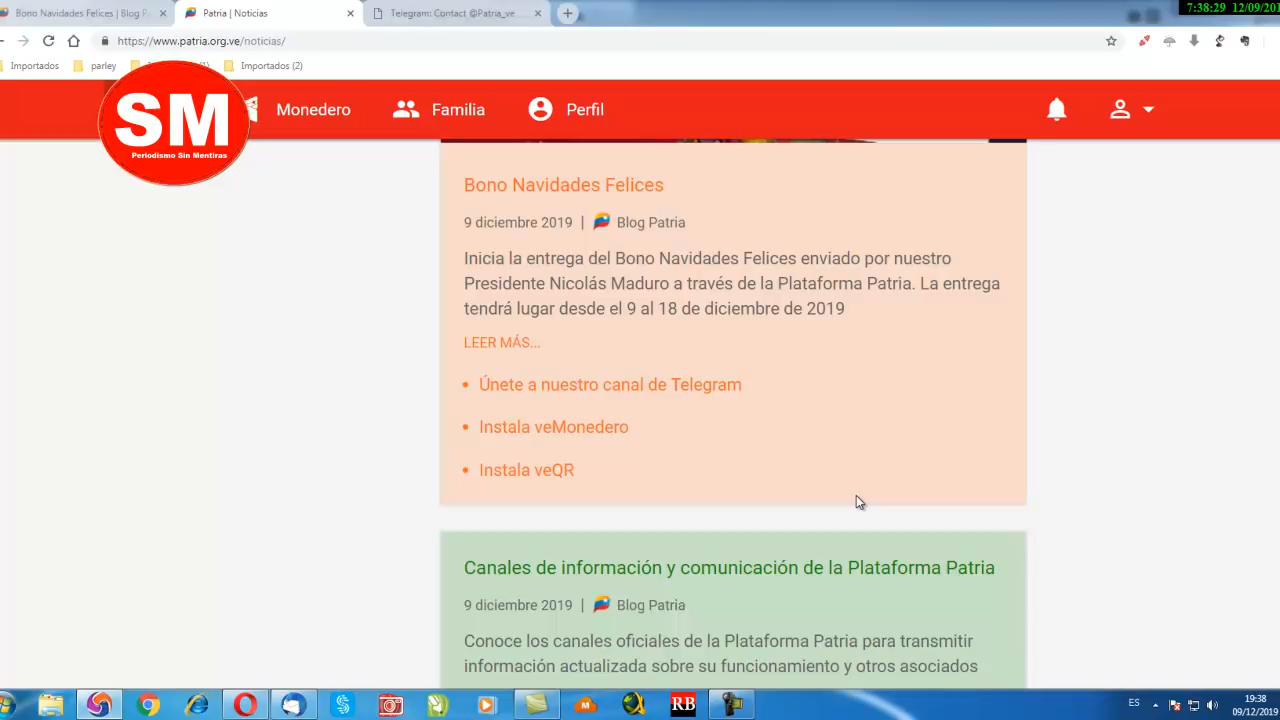 7:38:29 12/09/201
Bono Navidades Felices | Blog P
Patria | Noticias
Telegram: Contact @Patria_ve
https://www.patria.org.ve/noticias/
Importados
parley
(1)
Importados (2)
SM
Periodismo Sin Mentiras
Monedero
Familia
Perfil
Bono Navidades Felices
9 diciembre 2019 | Blog Patria
Inicia la entrega del Bono Navidades Felices enviado por nuestro
Presidente Nicolás Maduro a través de la Plataforma Patria. La entrega
tendrá lugar desde el 9 al 18 de diciembre de 2019
LEER MÁS...
• Únete a nuestro canal de Telegram
• Instala veMonedero
• Instala veQR
Canales de información y comunicación de la Plataforma Patria
9 diciembre 2019 | Blog Patria
Conoce los canales oficiales de la Plataforma Patria para transmitir
información actualizada sobre su funcionamiento y otros asociados
RB
ES
19:38
09/12/2019